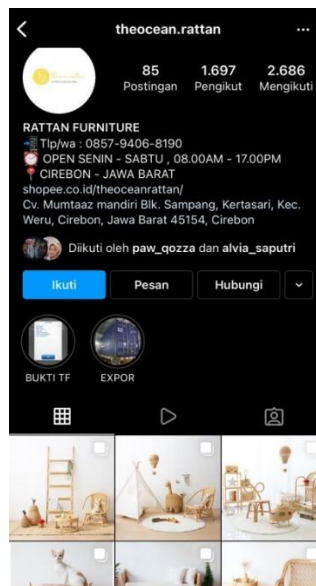 theocean.rattan
85 1.697 2.686
Postingan Pengikut Mengikuti
RATTAN FURNITURE
Tlp/wa : 0857-9406-8190
OPEN SENIN - SABTU , 08.00AM - 17.00PM
CIREBON - JAWA BARAT
shopee.co.id/theoceanrattan/
Cv. Mumtaaz mandiri Blk. Sampang, Kertasari, Kec.
Weru, Cirebon, Jawa Barat 45154, Cirebon
Diikuti oleh paw_qozza dan alvia_saputri
Ikuti Pesan Hubungi
BUKTI TF EXPOR